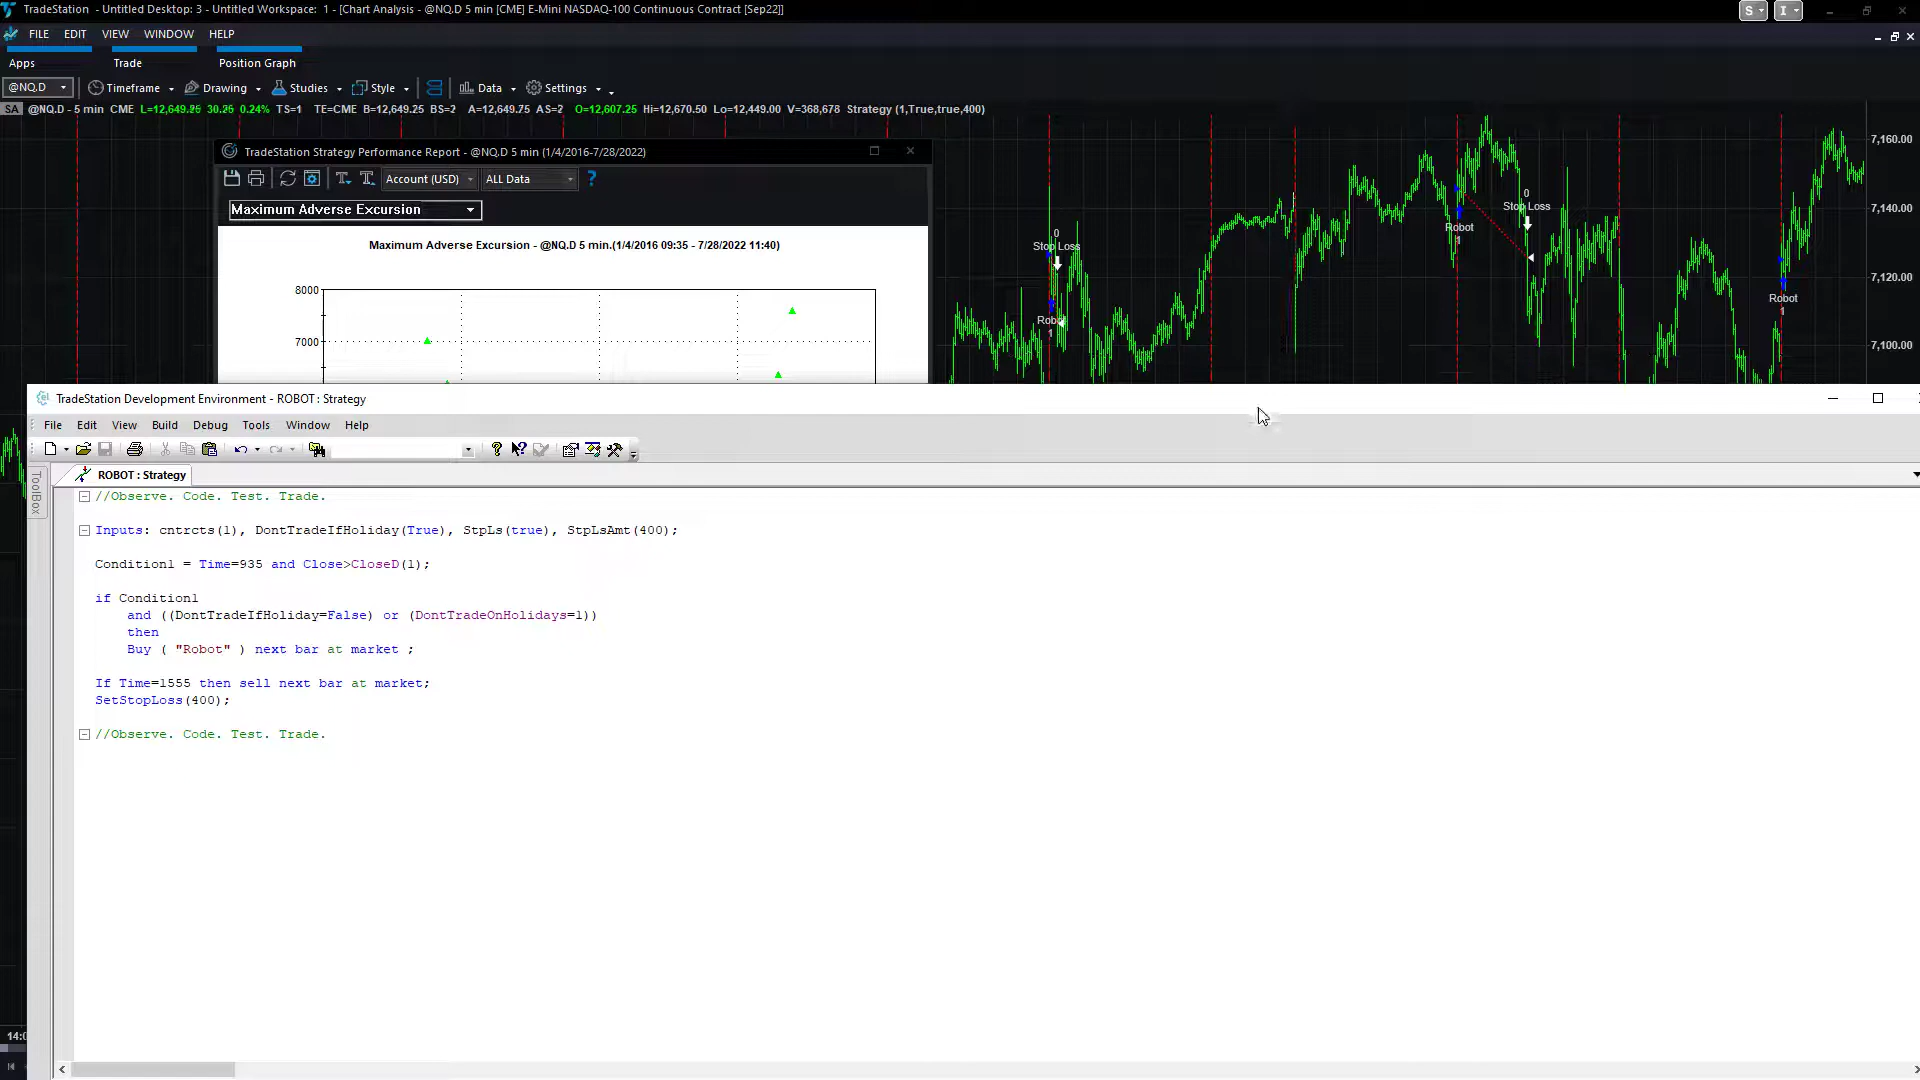 TradeStation - Untitled Desktop: 3 - Untitled Workspace: 1 - [Chart Analysis - @NQ.D 5 min [CME] E-Mini NASDAQ-100 Continuous Contract [Sep22]]
S
I
FILE EDIT VIEW WINDOW HELP
Apps Trade Position Graph
@NQ.D Timeframe Drawing Studies Style Data Settings
SA @NQ.D - 5 min CME L=12,649.25 30.25 0.24% TS=1 TE=CME B=12,649.25 BS=2 A=12,649.75 AS=2 O=12,607.25 Hi=12,670.50 Lo=12,449.00 V=368,678 Strategy (1,True,true,400)
TradeStation Strategy Performance Report - @NQ.D 5 min (1/4/2016-7/28/2022)
Account (USD) ALL Data
Maximum Adverse Excursion
Maximum Adverse Excursion - @NQ.D 5 min.(1/4/2016 09:35 - 7/28/2022 11:40)
8000
7000
0
Stop Loss
Robot
1
Robot
1
0
Stop Loss
Robot
1
7,160.00
7,140.00
7,120.00
7,100.00
TradeStation Development Environment - ROBOT : Strategy
File Edit View Build Debug Tools Window Help
ToolBox
ROBOT : Strategy
//Observe. Code. Test. Trade.
Inputs: cntrcts(1), DontTradeIfHoliday(True), StpLs(true), StpLsAmt(400);
Condition1 = Time=935 and Close>CloseD(1);
if Condition1
and ((DontTradeIfHoliday=False) or (DontTradeOnHolidays=1))
then
Buy ( "Robot" ) next bar at market ;
If Time=1555 then sell next bar at market;
SetStopLoss(400);
//Observe. Code. Test. Trade.